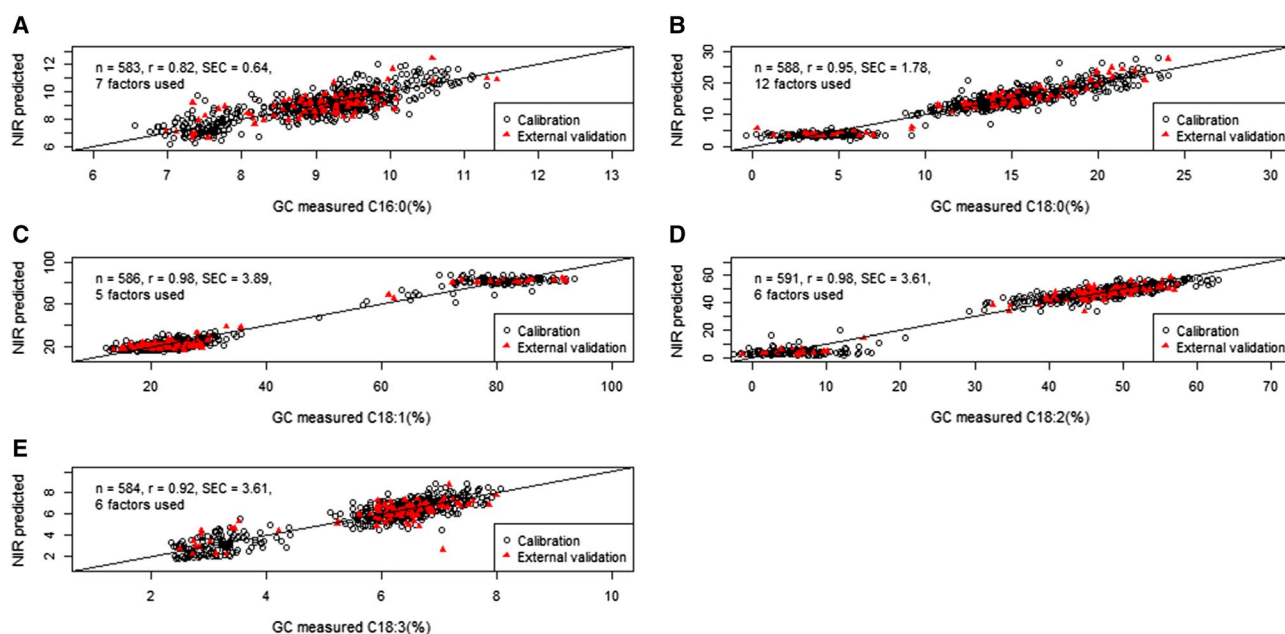 A
NIR predicted
12
10
8
6
n = 583, r = 0.82, SEC = 0.64,
7 factors used
Calibration
External validation
6 7 8 9 10 11 12 13
GC measured C16:0(%)
B
NIR predicted
30
20
10
0
n = 588, r = 0.95, SEC = 1.78,
12 factors used
Calibration
External validation
0 5 10 15 20 25 30
GC measured C18:0(%)
C
NIR predicted
100
60
20
n = 586, r = 0.98, SEC = 3.89,
5 factors used
Calibration
External validation
20 40 60 80 100
GC measured C18:1(%)
D
NIR predicted
60
40
20
0
n = 591, r = 0.98, SEC = 3.61,
6 factors used
Calibration
External validation
0 10 20 30 40 50 60 70
GC measured C18:2(%)
E
NIR predicted
8
6
4
2
n = 584, r = 0.92, SEC = 3.61,
6 factors used
Calibration
External validation
2 4 6 8 10
GC measured C18:3(%)